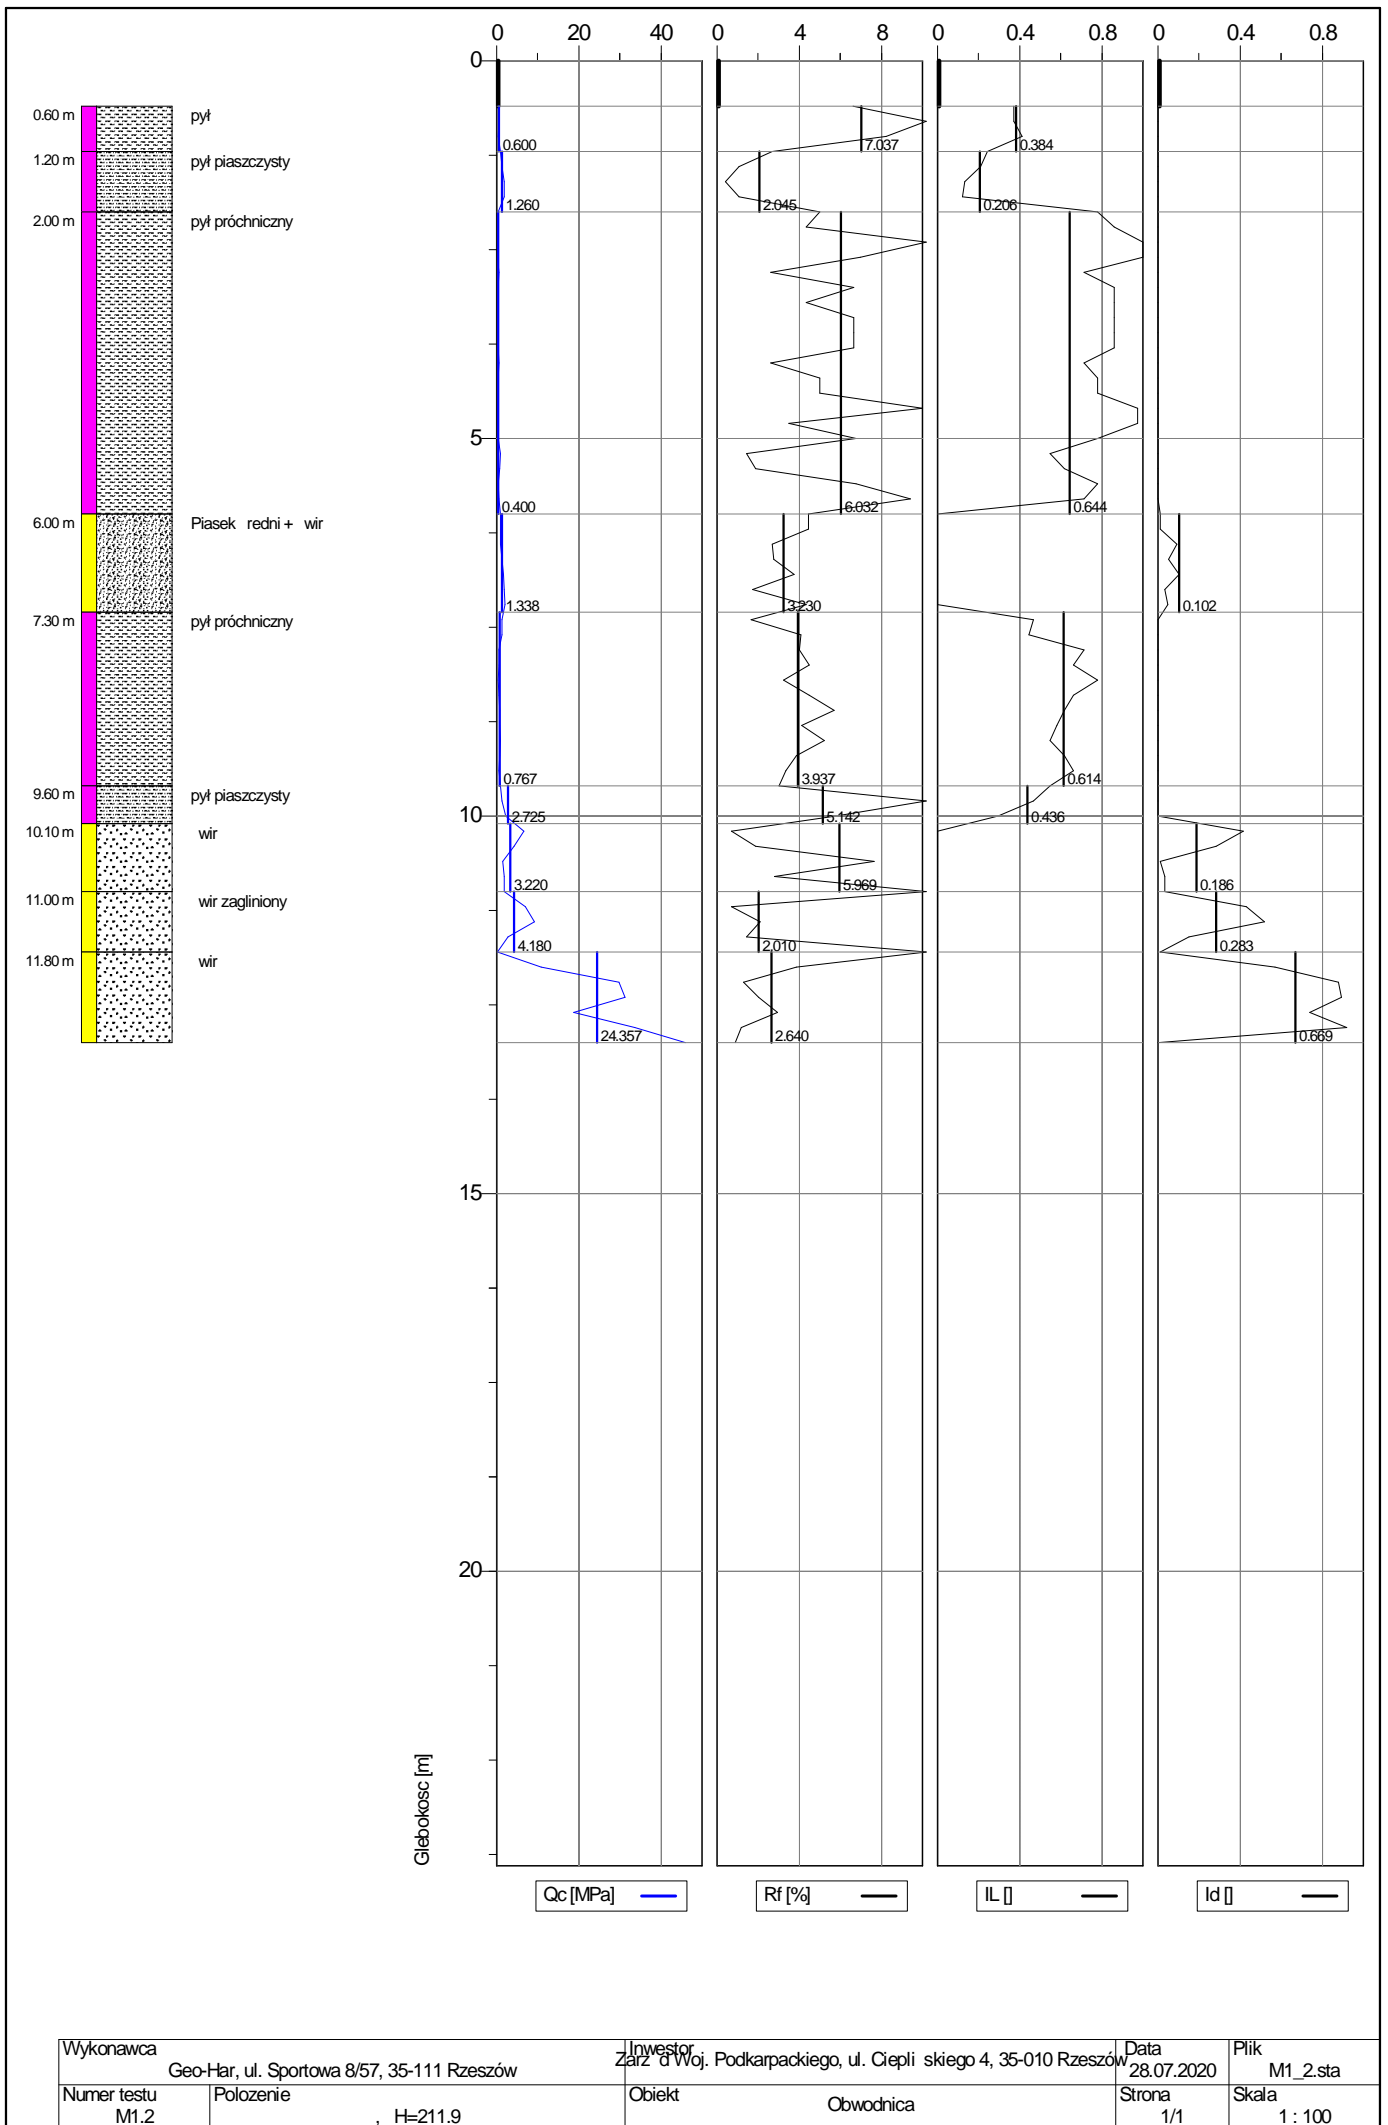 0 20 40 0 4 8 0 0.4 0.8 0 0.4 0.8
0
0.60 m pył
0.600 7.037 0.384
1.20 m pył piaszczysty
1.260 2.045 0.206
2.00 m pył próchniczny
5
0.400 6.032 0.644
6.00 m Piasek redni + wir
1.338 3.230 0.102
7.30 m pył próchniczny
0.767 3.937 0.614
9.60 m pył piaszczysty
10
2.725 5.142 0.436
10.10 m wir
3.220 5.969 0.186
11.00 m wir zagliniony
4.180 2.010 0.283
11.80 m wir
24.357 2.640 0.669
15
20
Glebokosc [m]
Qc [MPa] Rf [%] IL [] Id []
Wykonawca
Geo-Har, ul. Sportowa 8/57, 35-111 Rzeszów
Inwestor
Zarz d Woj. Podkarpackiego, ul. Ciepli skiego 4, 35-010 Rzeszów
Data
28.07.2020
Plik
M1_2.sta
Numer testu
M1.2
Polozenie
, H=211.9
Obiekt
Obwodnica
Strona
1/1
Skala
1 : 100